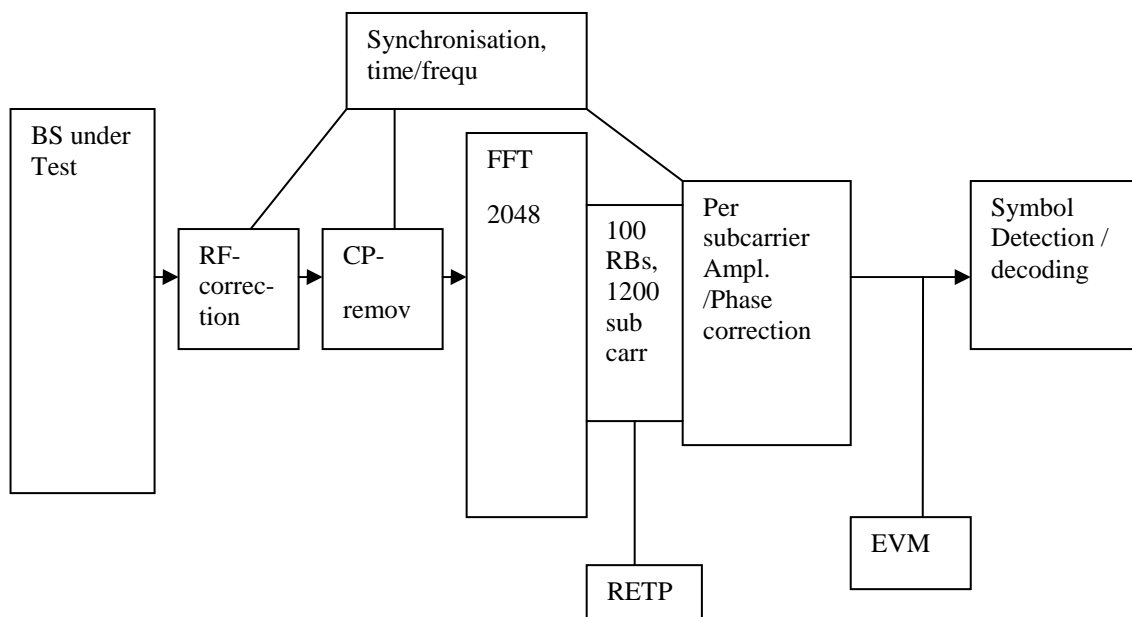 Synchronisation,
time/frequ
BS under
Test
RF-
correc-
tion
CP-
remov
FFT
2048
100
RBs,
1200
sub
carr
Per
subcarrier
Ampl.
/Phase
correction
Symbol
Detection /
decoding
EVM
RETP